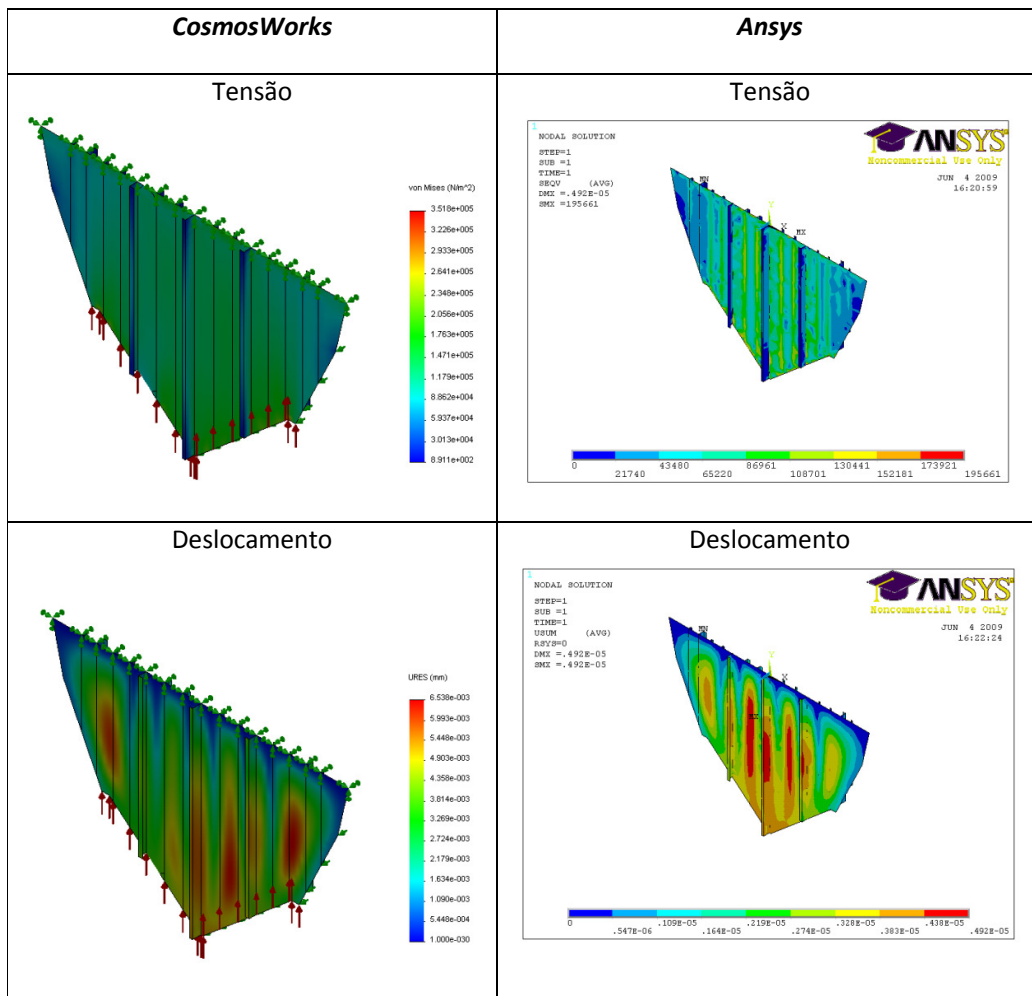 CosmosWorks
Ansys
Tensão
von Mises (N/m^2)
3.518e+005
3.226e+005
2.933e+005
2.641e+005
2.348e+005
2.056e+005
1.763e+005
1.471e+005
1.179e+005
8.862e+004
5.937e+004
3.013e+004
8.911e+002
Tensão
1
NODAL SOLUTION
STEP=1
SUB =1
TIME=1
SEQV (AVG)
DMX =.492E-05
SMX =195661
ANSYS
Noncommercial Use Only
JUN 4 2009
16:20:59
MN
Y
X
MX
0 43480 86961 130441 173921
21740 65220 108701 152181 195661
Deslocamento
URES (mm)
6.538e-003
5.993e-003
5.448e-003
4.903e-003
4.358e-003
3.814e-003
3.269e-003
2.724e-003
2.179e-003
1.634e-003
1.090e-003
5.448e-004
1.000e-030
Deslocamento
1
NODAL SOLUTION
STEP=1
SUB =1
TIME=1
USUM (AVG)
RSYS=0
DMX =.492E-05
SMX =.492E-05
ANSYS
Noncommercial Use Only
JUN 4 2009
16:22:24
MN
Y
X
MX
0 .109E-05 .219E-05 .328E-05 .438E-05
.547E-06 .164E-05 .274E-05 .383E-05 .492E-05